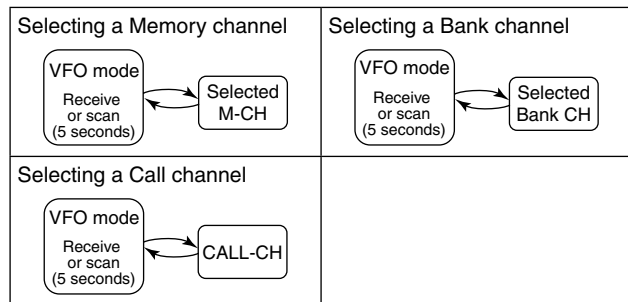 Selecting a Memory channel
VFO mode
Receive
or scan
(5 seconds)
Selected
M-CH
Selecting a Bank channel
VFO mode
Receive
or scan
(5 seconds)
Selected
Bank CH
Selecting a Call channel
VFO mode
Receive
or scan
(5 seconds)
CALL-CH